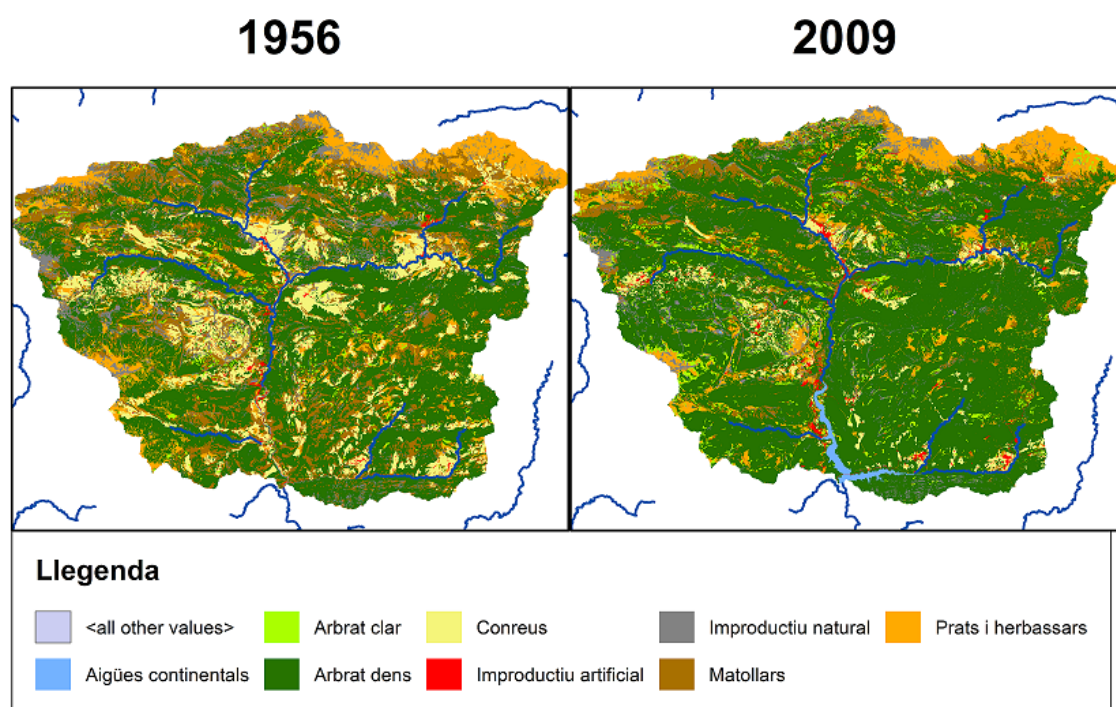 1956 2009
Llegenda
<all other values> Arbrat clar Conreus Improductiu natural Prats i herbassars
Aigües continentals Arbrat dens Improductiu artificial Matollars